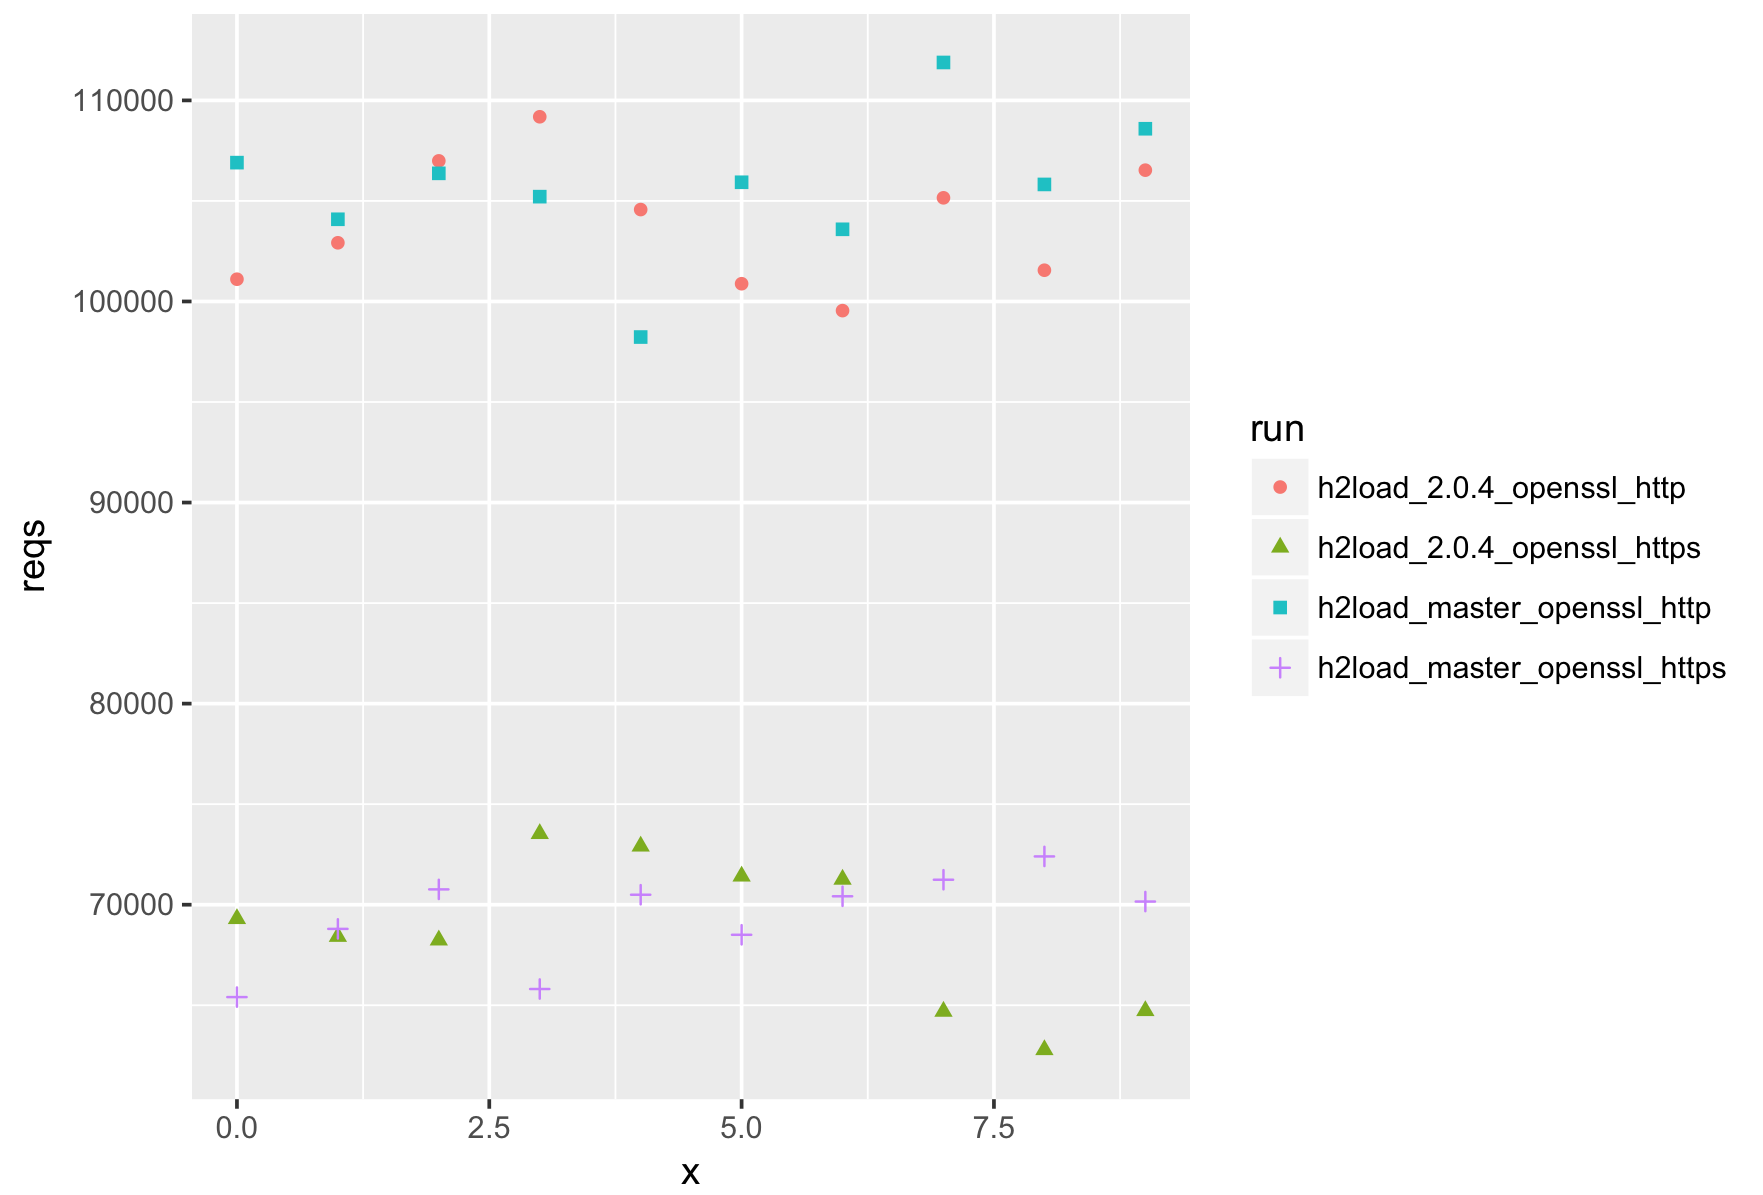 110000
100000
90000
80000
70000
reqs
0.0 2.5 5.0 7.5
x
run
h2load_2.0.4_openssl_http
h2load_2.0.4_openssl_https
h2load_master_openssl_http
h2load_master_openssl_https